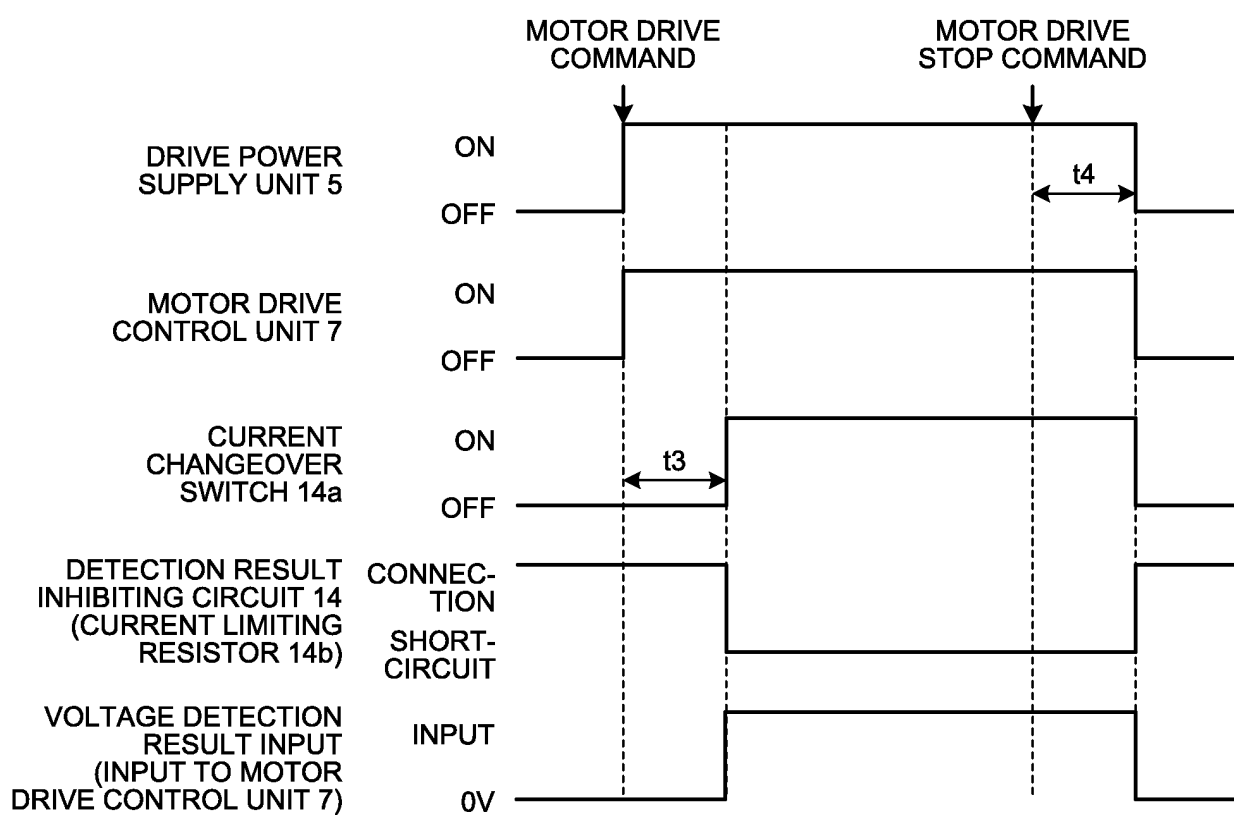 MOTOR DRIVE
COMMAND
MOTOR DRIVE
STOP COMMAND
DRIVE POWER
SUPPLY UNIT 5
ON
OFF
t4
MOTOR DRIVE
CONTROL UNIT 7
ON
OFF
CURRENT
CHANGEOVER
SWITCH 14a
ON
OFF
t3
DETECTION RESULT
INHIBITING CIRCUIT 14
(CURRENT LIMITING
RESISTOR 14b)
CONNEC-
TION
SHORT-
CIRCUIT
VOLTAGE DETECTION
RESULT INPUT
(INPUT TO MOTOR
DRIVE CONTROL UNIT 7)
INPUT
0V